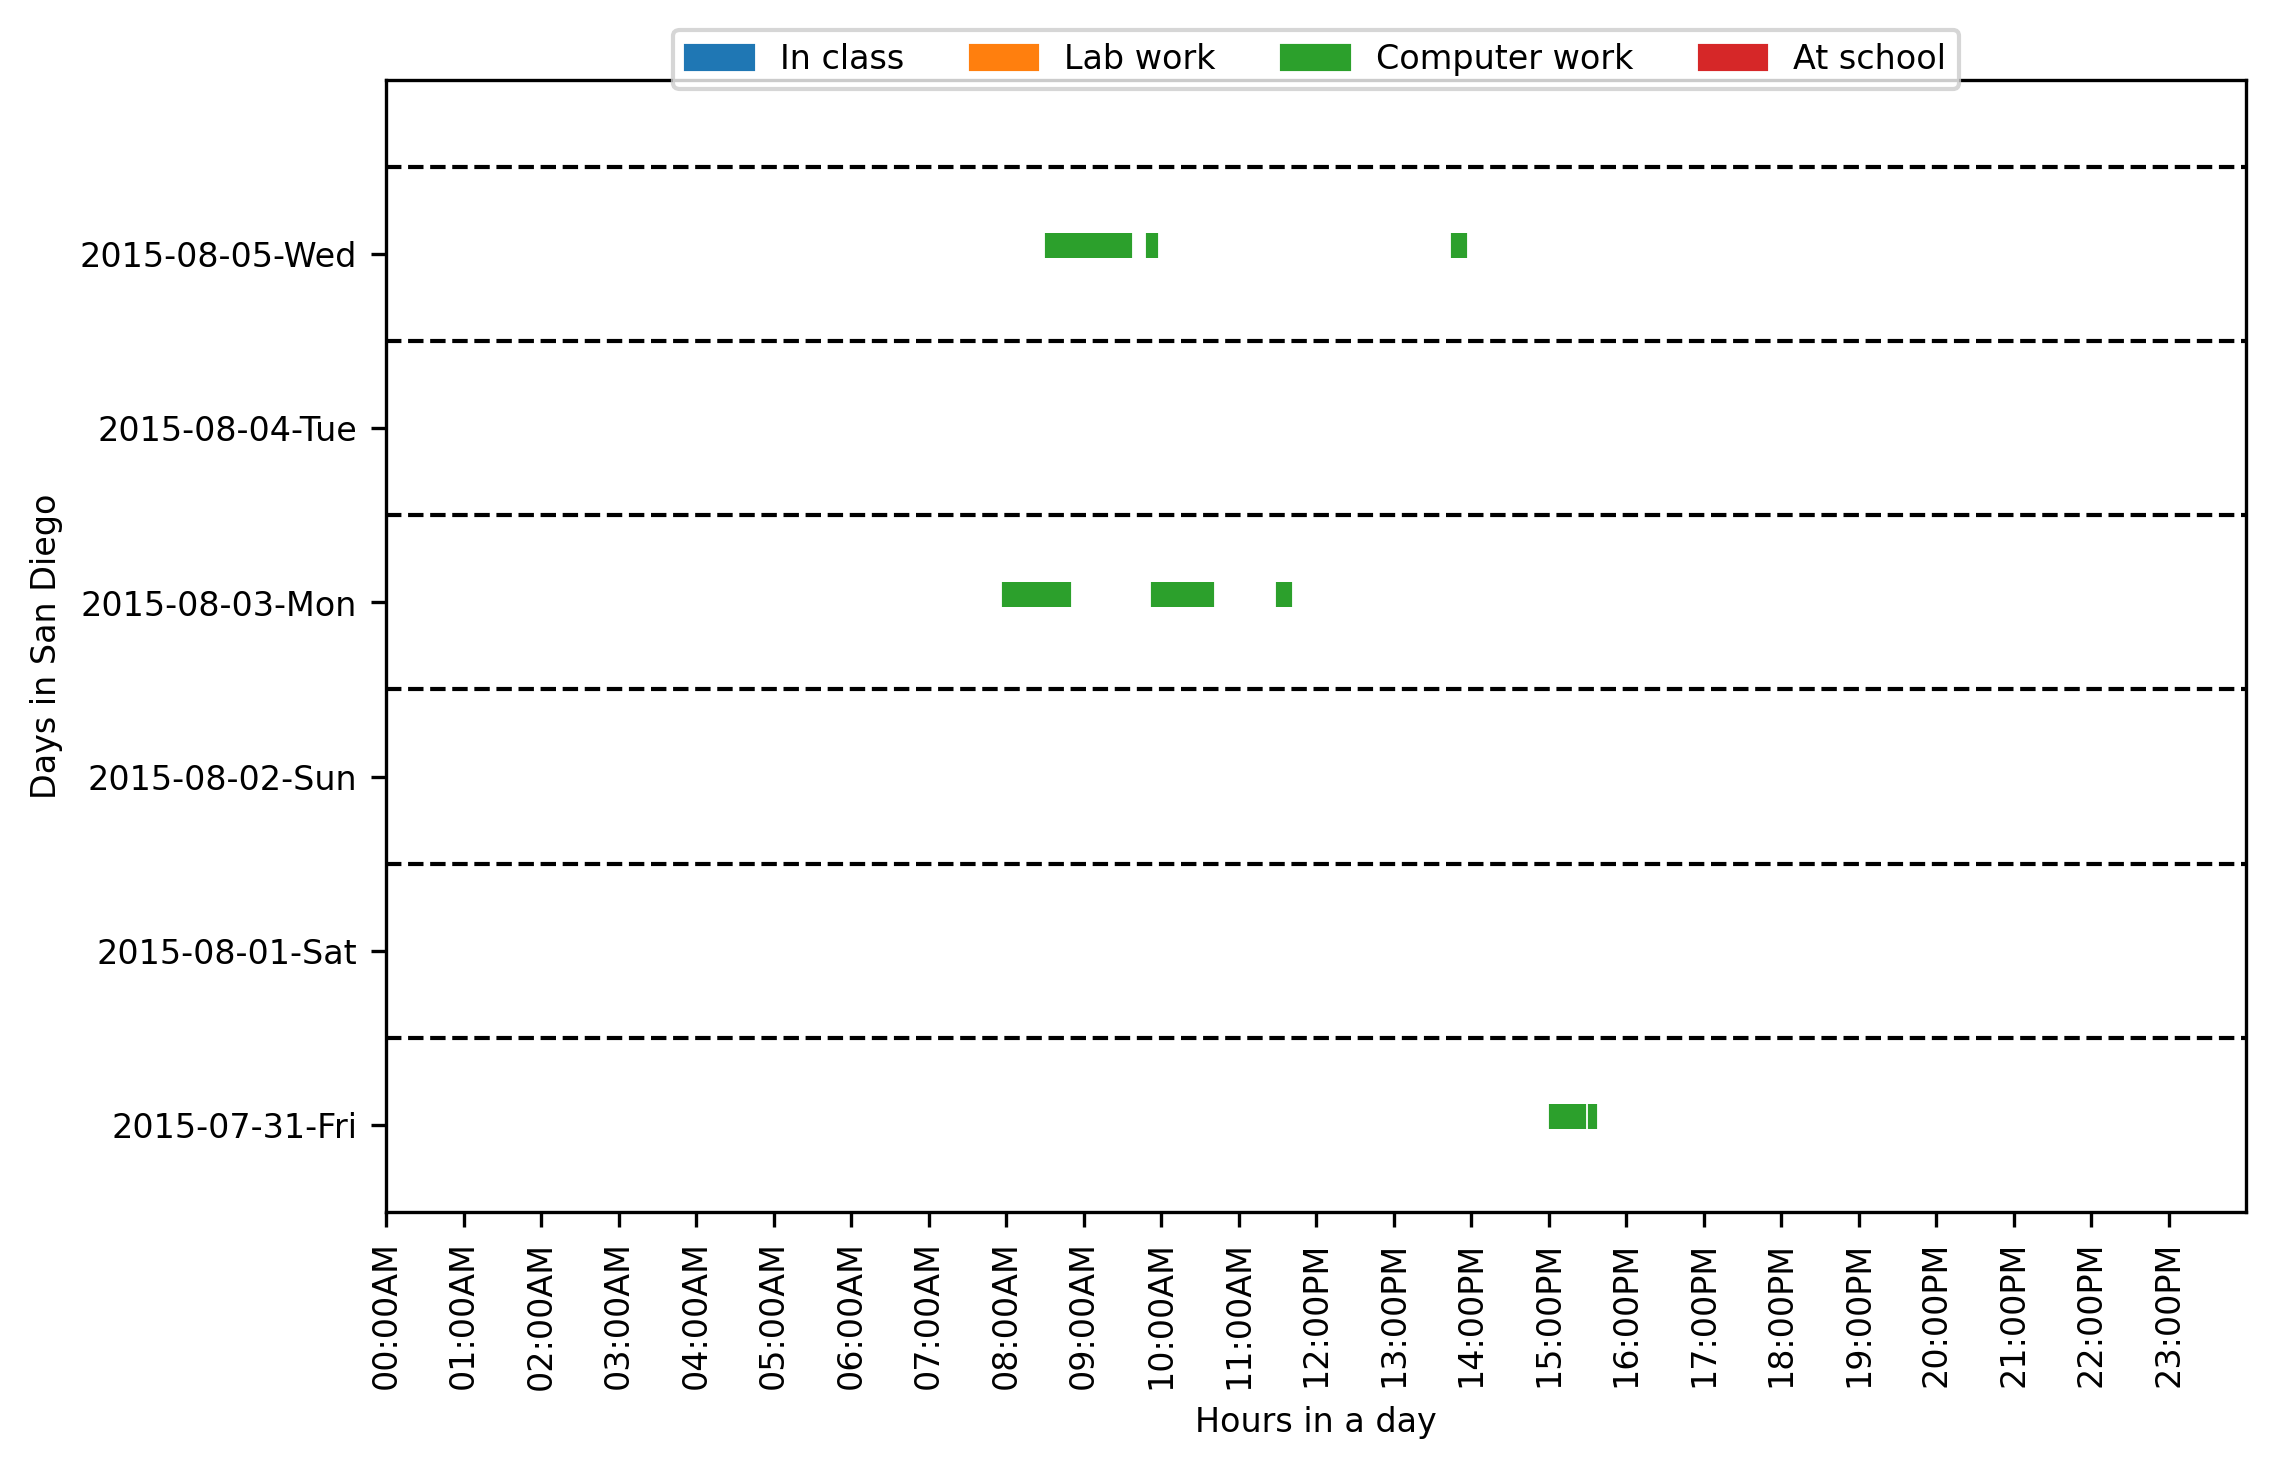 In class Lab work Computer work At school
2015-08-05-Wed
2015-08-04-Tue
2015-08-03-Mon
2015-08-02-Sun
2015-08-01-Sat
2015-07-31-Fri
Days in San Diego
00:00AM
01:00AM
02:00AM
03:00AM
04:00AM
05:00AM
06:00AM
07:00AM
08:00AM
09:00AM
10:00AM
11:00AM
12:00PM
13:00PM
14:00PM
15:00PM
16:00PM
17:00PM
18:00PM
19:00PM
20:00PM
21:00PM
22:00PM
23:00PM
Hours in a day